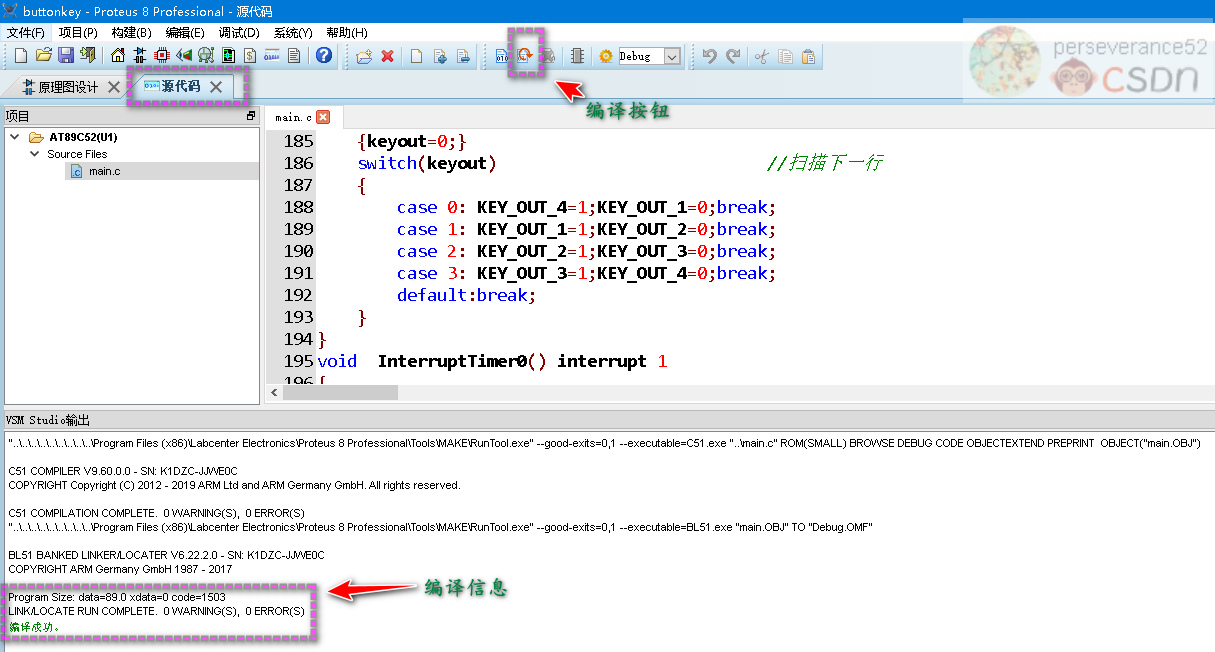 buttonkey - Proteus 8 Professional - 源代码
文件(F) 项目(P) 构建(B) 编辑(E) 调试(D) 系统(Y) 帮助(H)
perseverance52
CSDN
Debug
原理图设计 源代码
编译按钮
项目
main.c
AT89C52(U1)
Source Files
main.c
185 {keyout=0;}
186 switch(keyout) //扫描下一行
187 {
188 case 0: KEY_OUT_4=1;KEY_OUT_1=0;break;
189 case 1: KEY_OUT_1=1;KEY_OUT_2=0;break;
190 case 2: KEY_OUT_2=1;KEY_OUT_3=0;break;
191 case 3: KEY_OUT_3=1;KEY_OUT_4=0;break;
192 default:break;
193 }
194 }
195 void InterruptTimer0() interrupt 1
196 {
VSM Studio输出
"..\..\..\..\..\..\..\..\..\Program Files (x86)\Labcenter Electronics\Proteus 8 Professional\Tools\MAKE\RunTool.exe" --good-exits=0,1 --executable=C51.exe "..\main.c" ROM(SMALL) BROWSE DEBUG CODE OBJECTEXTEND PREPRINT OBJECT("main.OBJ")
C51 COMPILER V9.60.0.0 - SN: K1DZC-JJWE0C
COPYRIGHT Copyright (C) 2012 - 2019 ARM Ltd and ARM Germany GmbH. All rights reserved.
C51 COMPILATION COMPLETE. 0 WARNING(S), 0 ERROR(S)
"..\..\..\..\..\..\..\..\..\Program Files (x86)\Labcenter Electronics\Proteus 8 Professional\Tools\MAKE\RunTool.exe" --good-exits=0,1 --executable=BL51.exe "main.OBJ" TO "Debug.OMF"
BL51 BANKED LINKER/LOCATER V6.22.2.0 - SN: K1DZC-JJWE0C
COPYRIGHT ARM Germany GmbH 1987 - 2017
Program Size: data=89.0 xdata=0 code=1503
LINK/LOCATE RUN COMPLETE. 0 WARNING(S), 0 ERROR(S)
编译成功。
编译信息